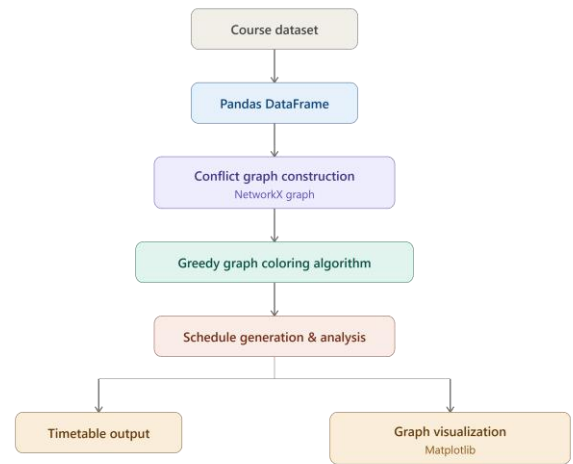 Course dataset
Pandas DataFrame
Conflict graph construction
NetworkX graph
Greedy graph coloring algorithm
Schedule generation & analysis
Timetable output
Graph visualization
Matplotlib